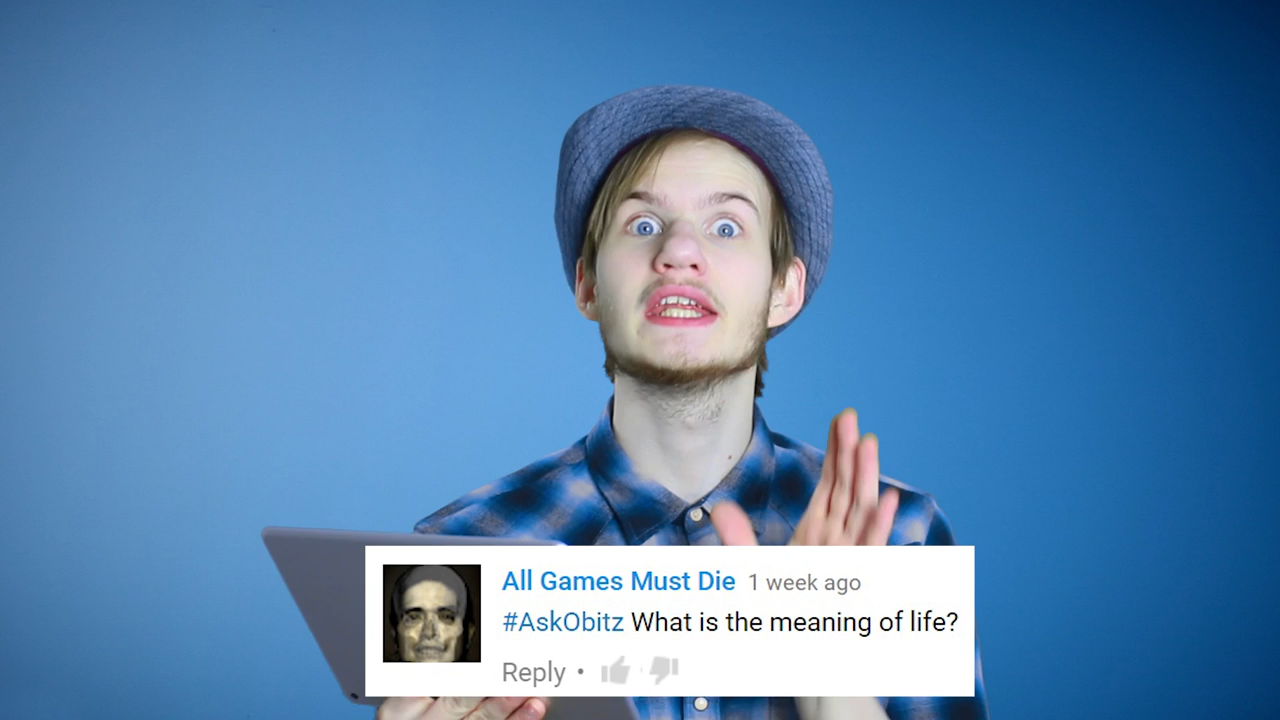 All Games Must Die 1 week ago
#AskObitz What is the meaning of life?
Reply •